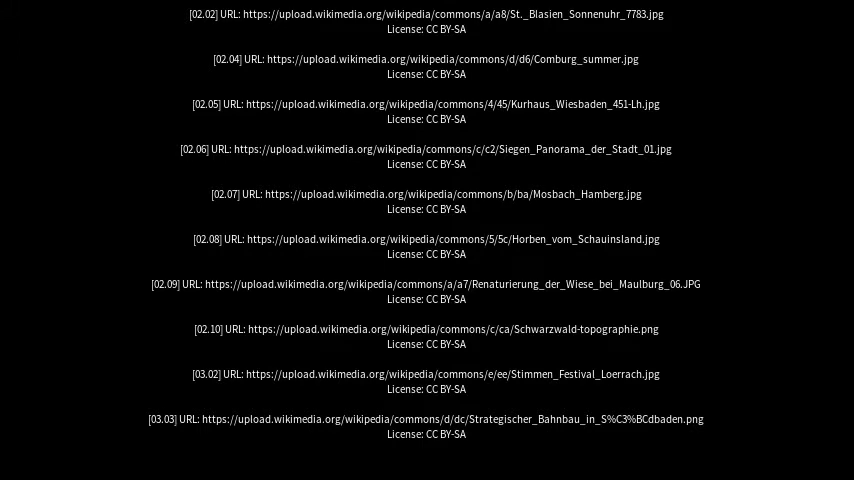 [02.02] URL: https://upload.wikimedia.org/wikipedia/commons/a/a8/St._Blasien_Sonnenuhr_7783.jpg
License: CC BY-SA
[02.04] URL: https://upload.wikimedia.org/wikipedia/commons/d/d6/Comburg_summer.jpg
License: CC BY-SA
[02.05] URL: https://upload.wikimedia.org/wikipedia/commons/4/45/Kurhaus_Wiesbaden_451-Lh.jpg
License: CC BY-SA
[02.06] URL: https://upload.wikimedia.org/wikipedia/commons/c/c2/Siegen_Panorama_der_Stadt_01.jpg
License: CC BY-SA
[02.07] URL: https://upload.wikimedia.org/wikipedia/commons/b/ba/Mosbach_Hamberg.jpg
License: CC BY-SA
[02.08] URL: https://upload.wikimedia.org/wikipedia/commons/5/5c/Horben_vom_Schauinsland.jpg
License: CC BY-SA
[02.09] URL: https://upload.wikimedia.org/wikipedia/commons/a/a7/Renaturierung_der_Wiese_bei_Maulburg_06.JPG
License: CC BY-SA
[02.10] URL: https://upload.wikimedia.org/wikipedia/commons/c/ca/Schwarzwald-topographie.png
License: CC BY-SA
[03.02] URL: https://upload.wikimedia.org/wikipedia/commons/e/ee/Stimmen_Festival_Loerrach.jpg
License: CC BY-SA
[03.03] URL: https://upload.wikimedia.org/wikipedia/commons/d/dc/Strategischer_Bahnbau_in_S%C3%BCdbaden.png
License: CC BY-SA